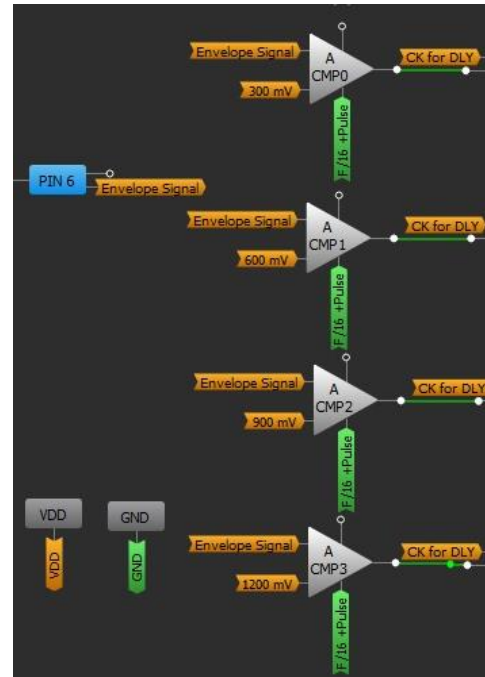 Envelope Signal
A
CMP0
CK for DLY
300 mV
F /16 +Pulse
PIN 6
Envelope Signal
Envelope Signal
A
CMP1
CK for DLY
600 mV
F /16 +Pulse
Envelope Signal
A
CMP2
CK for DLY
900 mV
F /16 +Pulse
VDD
GND
VDD
GND
Envelope Signal
A
CMP3
CK for DLY
1200 mV
F /16 +Pulse